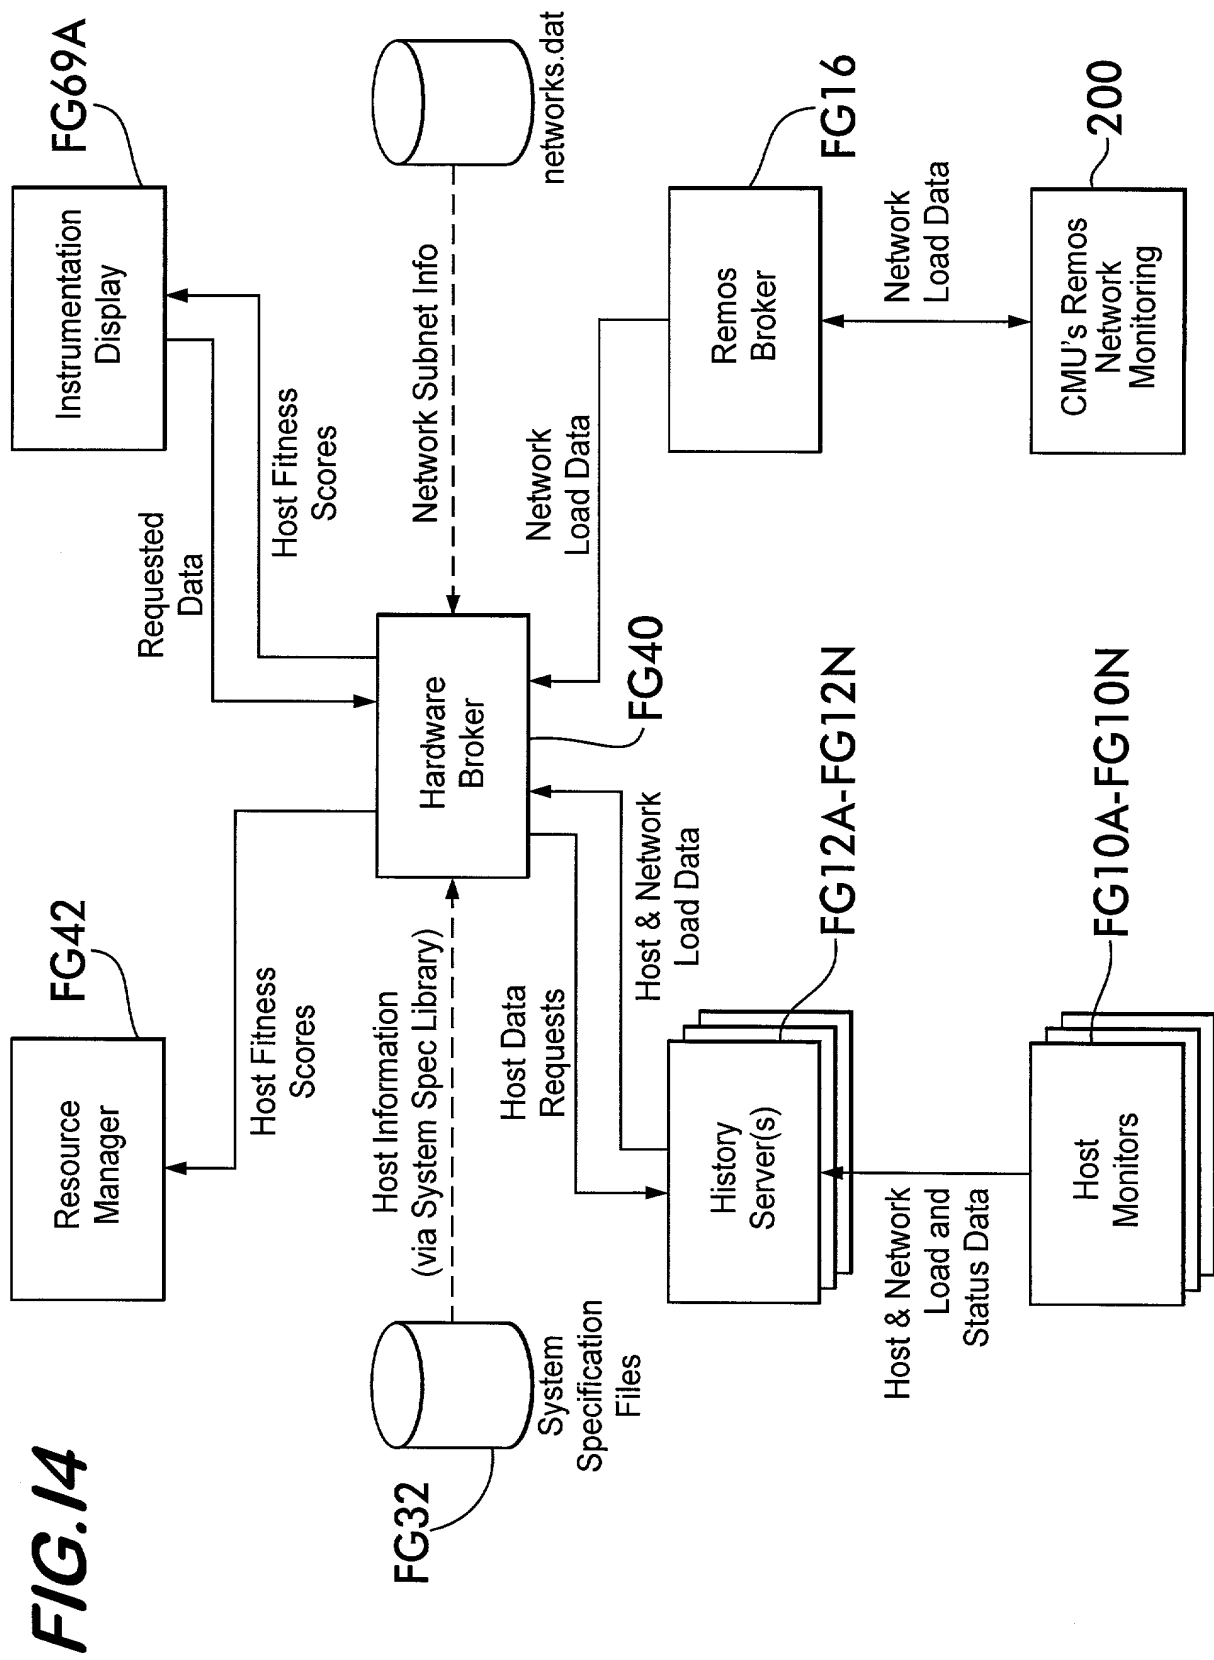 FIG.14
FG42
FG69A
Resource
Manager
Instrumentation
Display
Host Fitness
Scores
Requested
Data
Host Fitness
Scores
FG32
System
Specification
Files
Host Information
(via System Spec Library)
Hardware
Broker
Network Subnet Info
networks.dat
FG40
Host Data
Requests
Host & Network
Load Data
Network
Load Data
History
Server(s)
FG12A-FG12N
Remos
Broker
FG16
Host & Network
Load and
Status Data
Network
Load Data
Host
Monitors
FG10A-FG10N
CMU's Remos
Network
Monitoring
200